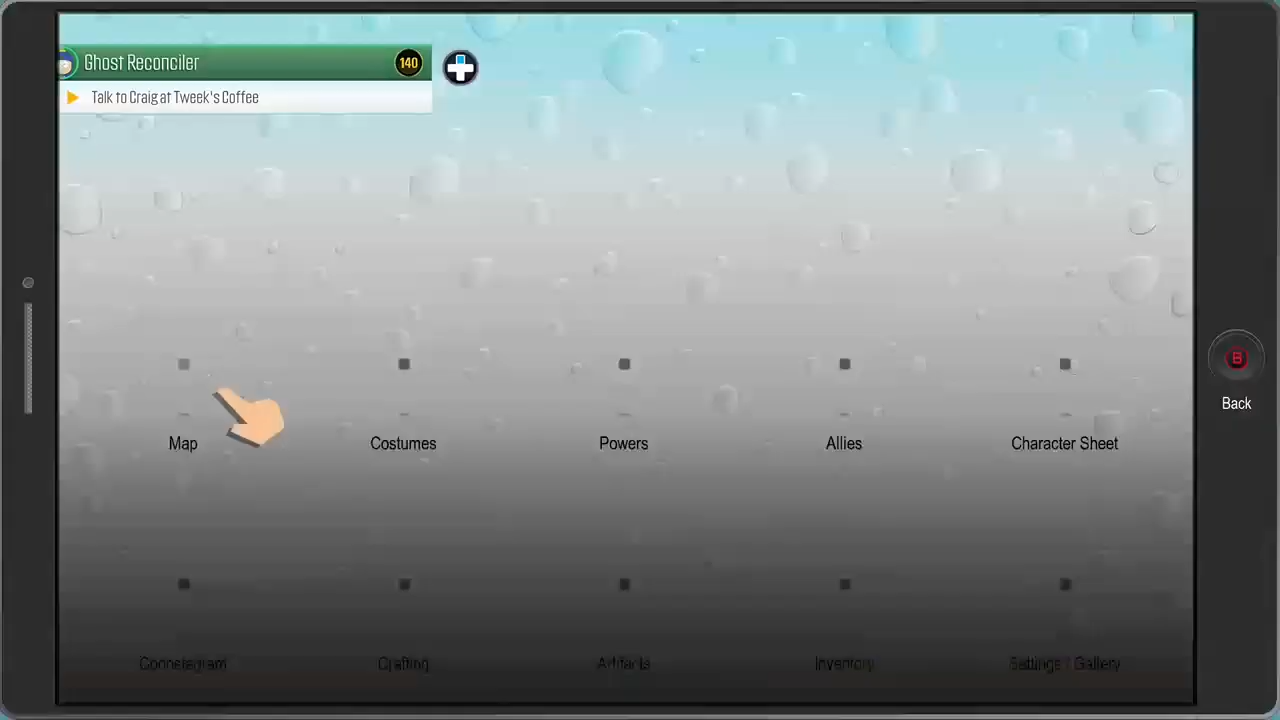 Ghost Reconciler 140
Talk to Craig at Tweek's Coffee
B
Back
Map Costumes Powers Allies Character Sheet
Coonstagram Crafting Artifacts Inventory Settings / Gallery